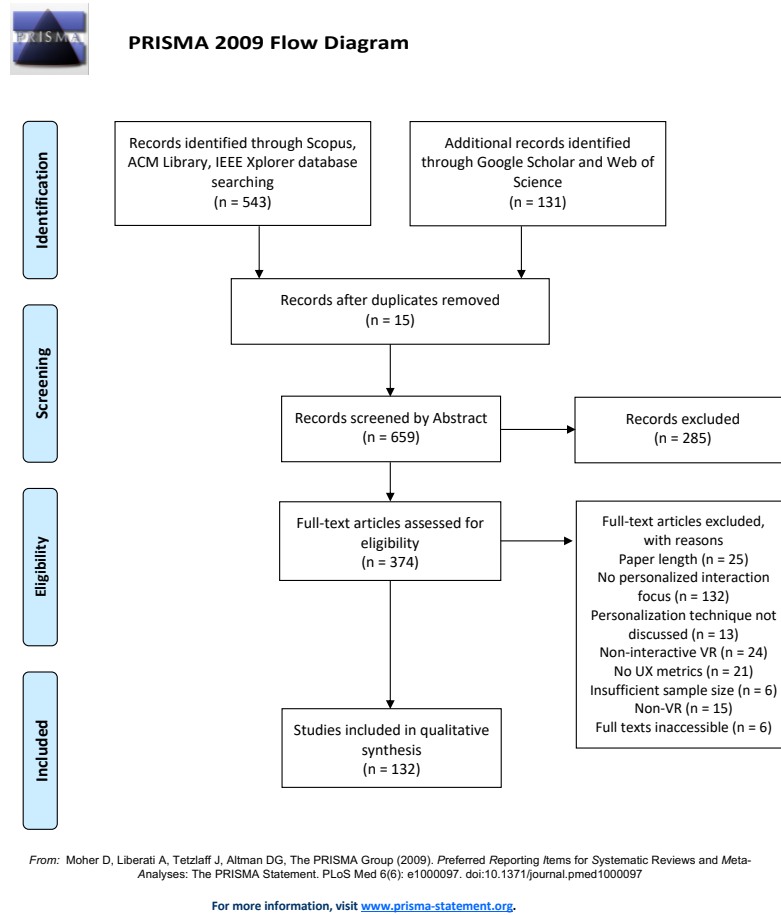 PRISMA
PRISMA 2009 Flow Diagram
Identification
Records identified through Scopus,
ACM Library, IEEE Xplorer database
searching
(n = 543)
Additional records identified
through Google Scholar and Web of
Science
(n = 131)
Records after duplicates removed
(n = 15)
Screening
Records screened by Abstract
(n = 659)
Records excluded
(n = 285)
Eligibility
Full-text articles assessed for
eligibility
(n = 374)
Full-text articles excluded,
with reasons
Paper length (n = 25)
No personalized interaction
focus (n = 132)
Personalization technique not
discussed (n = 13)
Non-interactive VR (n = 24)
No UX metrics (n = 21)
Insufficient sample size (n = 6)
Non-VR (n = 15)
Full texts inaccessible (n = 6)
Included
Studies included in qualitative
synthesis
(n = 132)
From: Moher D, Liberati A, Tetzlaff J, Altman DG, The PRISMA Group (2009). Preferred Reporting Items for Systematic Reviews and Meta-
Analyses: The PRISMA Statement. PLoS Med 6(6): e1000097. doi:10.1371/journal.pmed1000097
For more information, visit www.prisma-statement.org.